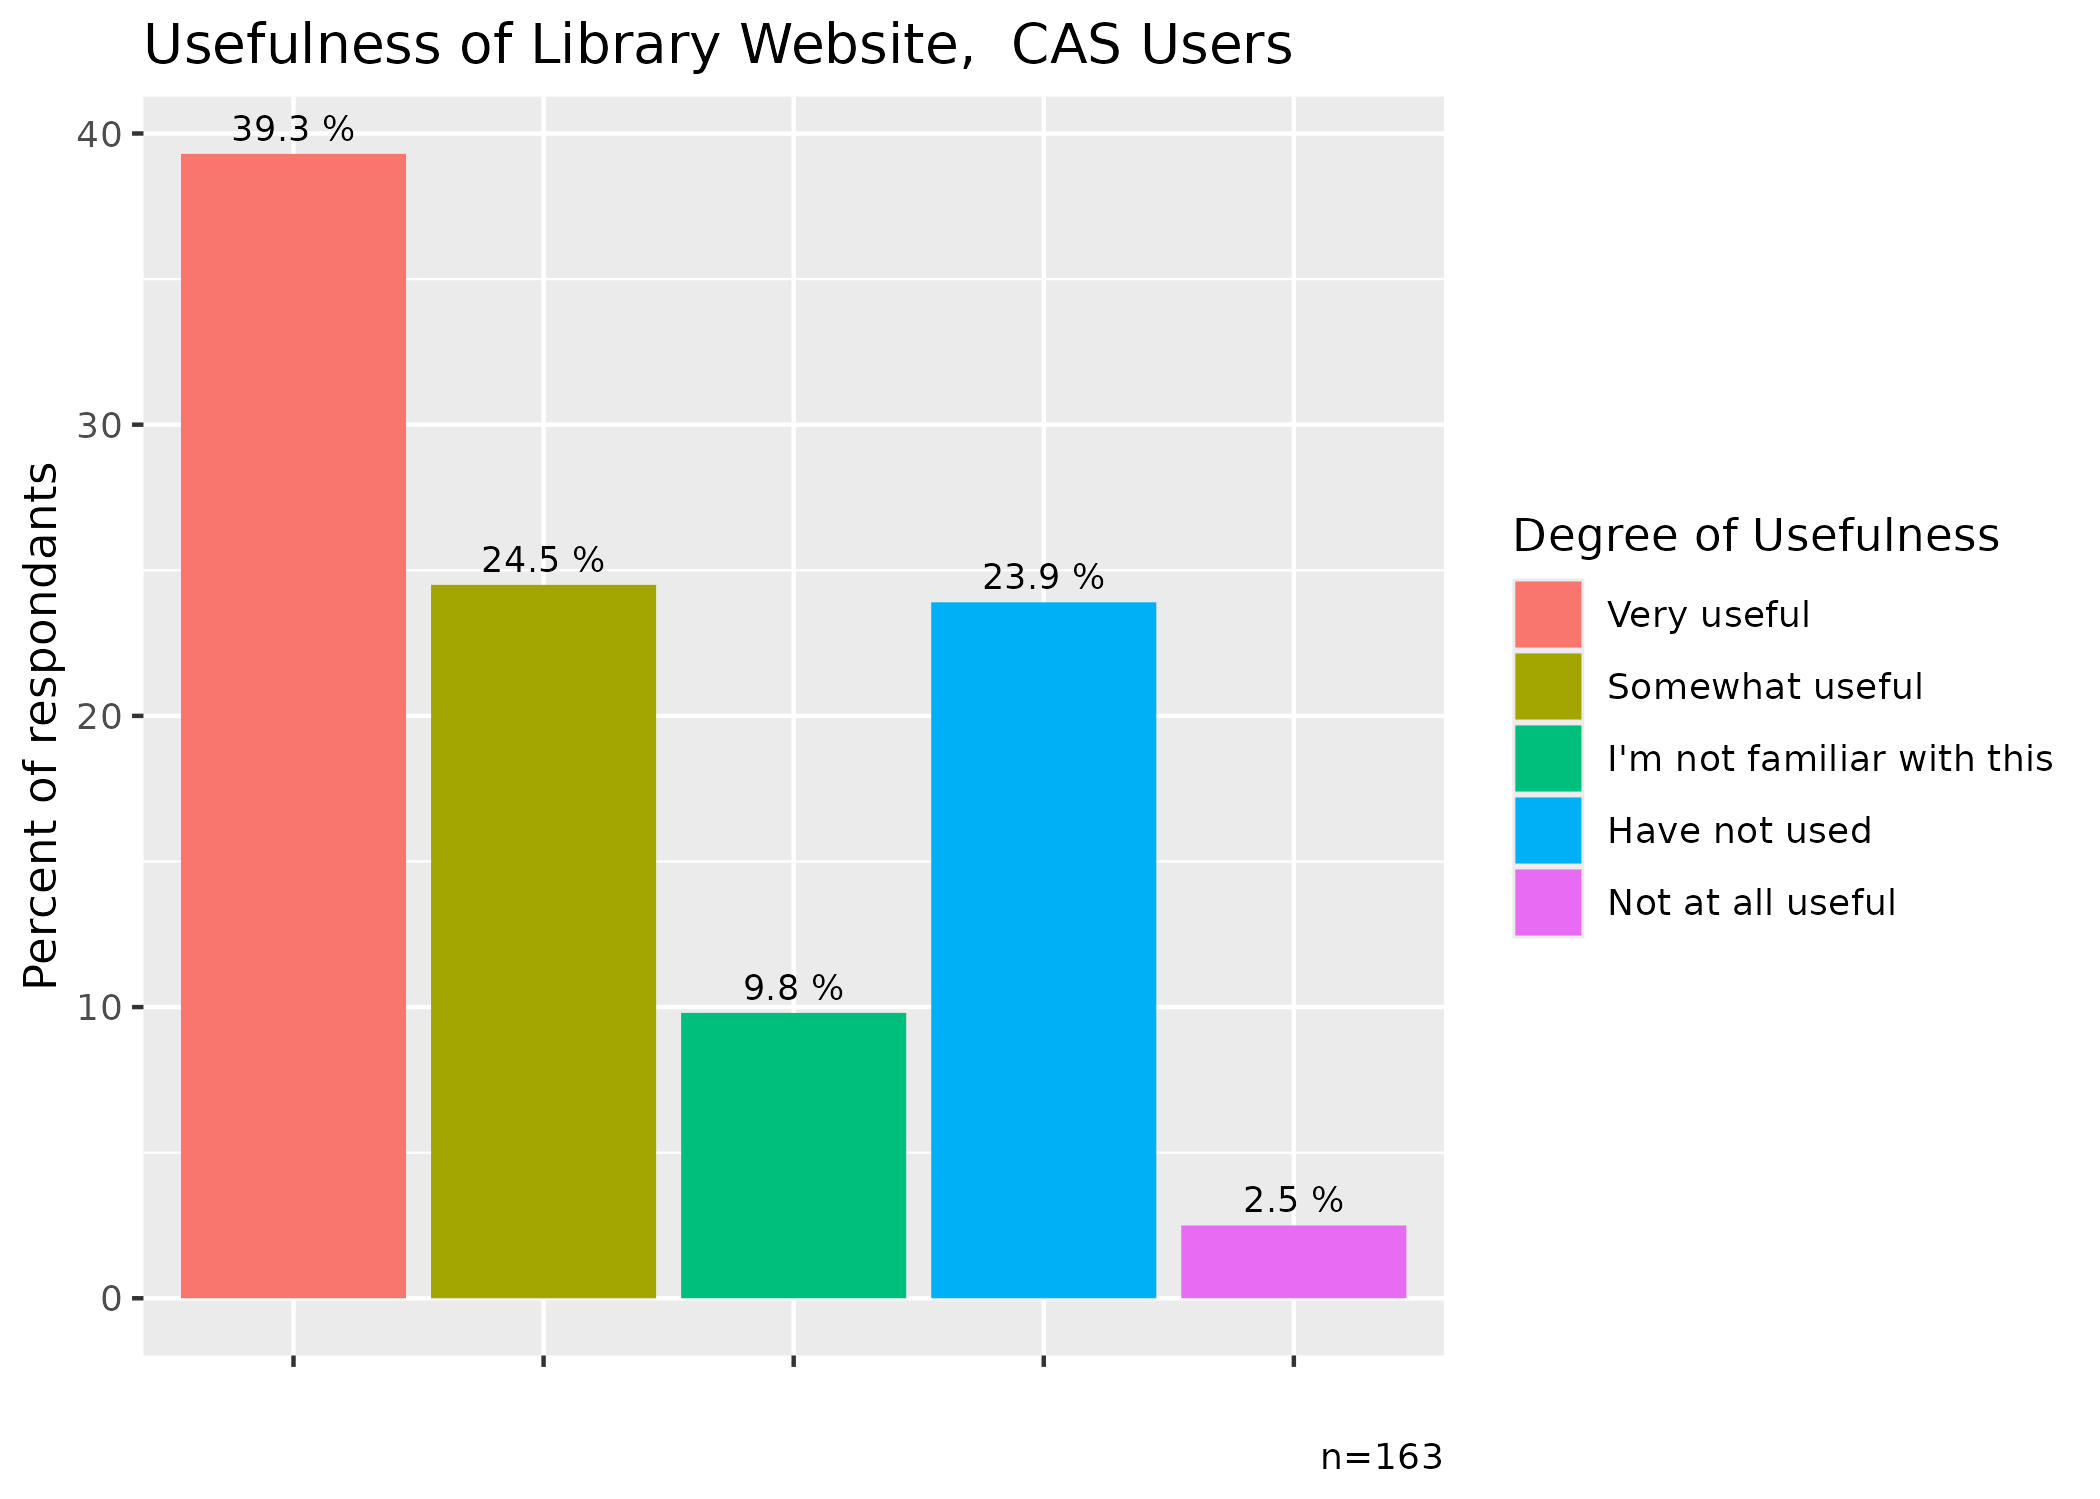 Usefulness of Library Website,  CAS Users
Percent of respondants
40
30
20
10
0
39.3 %
24.5 %
9.8 %
23.9 %
2.5 %
Degree of Usefulness
Very useful
Somewhat useful
I'm not familiar with this
Have not used
Not at all useful
n=163